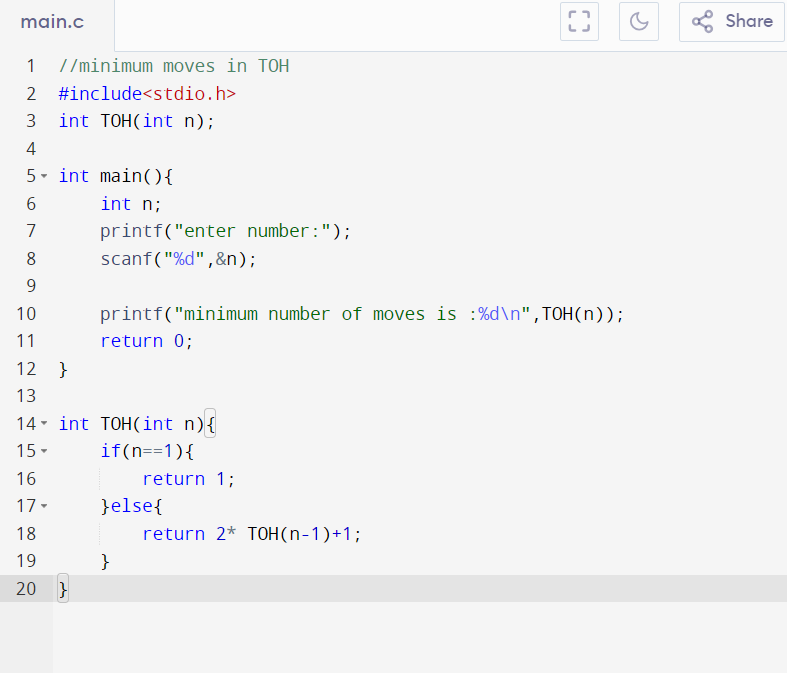 main.c
Share
1 //minimum moves in TOH
2 #include<stdio.h>
3 int TOH(int n);
4
5 int main(){
6     int n;
7     printf("enter number:");
8     scanf("%d",&n);
9
10     printf("minimum number of moves is :%d\n",TOH(n));
11     return 0;
12 }
13
14 int TOH(int n){
15     if(n==1){
16         return 1;
17     }else{
18         return 2* TOH(n-1)+1;
19     }
20 }